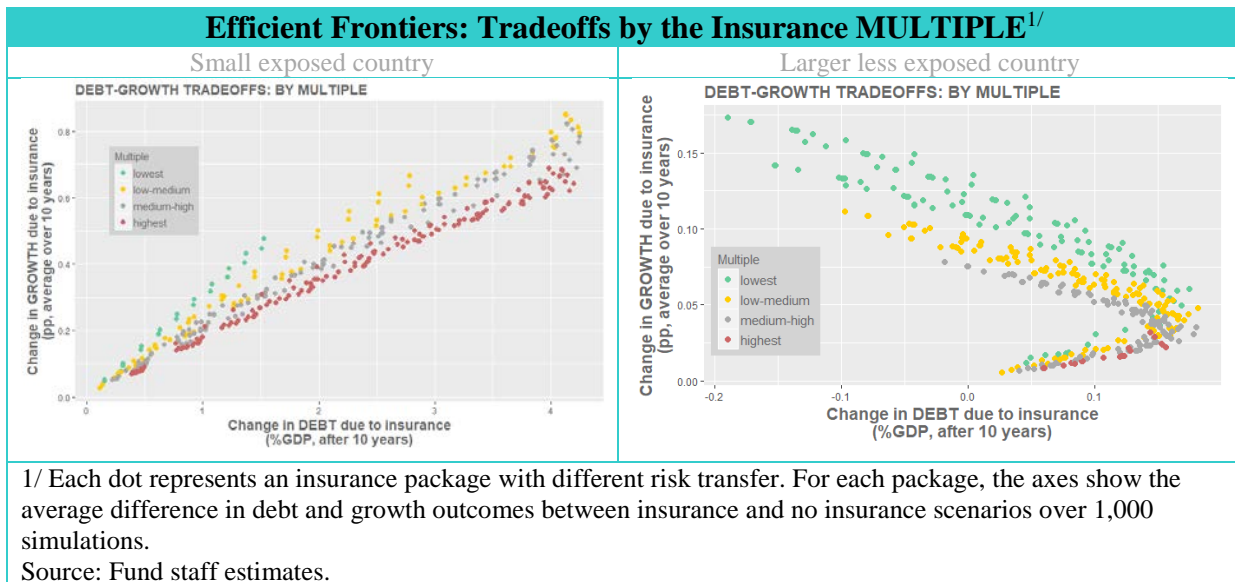 Efficient Frontiers: Tradeoffs by the Insurance MULTIPLE1/
Small exposed country
Larger less exposed country
DEBT-GROWTH TRADEOFFS: BY MULTIPLE
Change in GROWTH due to insurance
(pp, average over 10 years)
0.8
0.6
0.4
0.2
0.0
Multiple
lowest
low-medium
medium-high
highest
0 1 2 3 4
Change in DEBT due to insurance
(%GDP, after 10 years)
DEBT-GROWTH TRADEOFFS: BY MULTIPLE
Change in GROWTH due to insurance
(pp, average over 10 years)
0.15
0.10
0.05
0.00
Multiple
lowest
low-medium
medium-high
highest
-0.2 -0.1 0.0 0.1
Change in DEBT due to insurance
(%GDP, after 10 years)
1/ Each dot represents an insurance package with different risk transfer. For each package, the axes show the
average difference in debt and growth outcomes between insurance and no insurance scenarios over 1,000
simulations.
Source: Fund staff estimates.